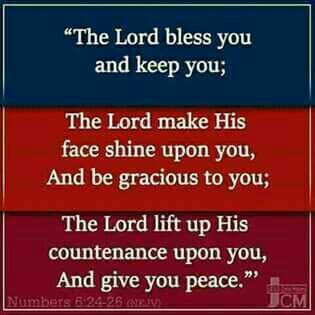 “The Lord bless you
and keep you;
The Lord make His
face shine upon you,
And be gracious to you;
The Lord lift up His
countenance upon you,
And give you peace.”’
Numbers 6:24-26 (NKJV)
JCM